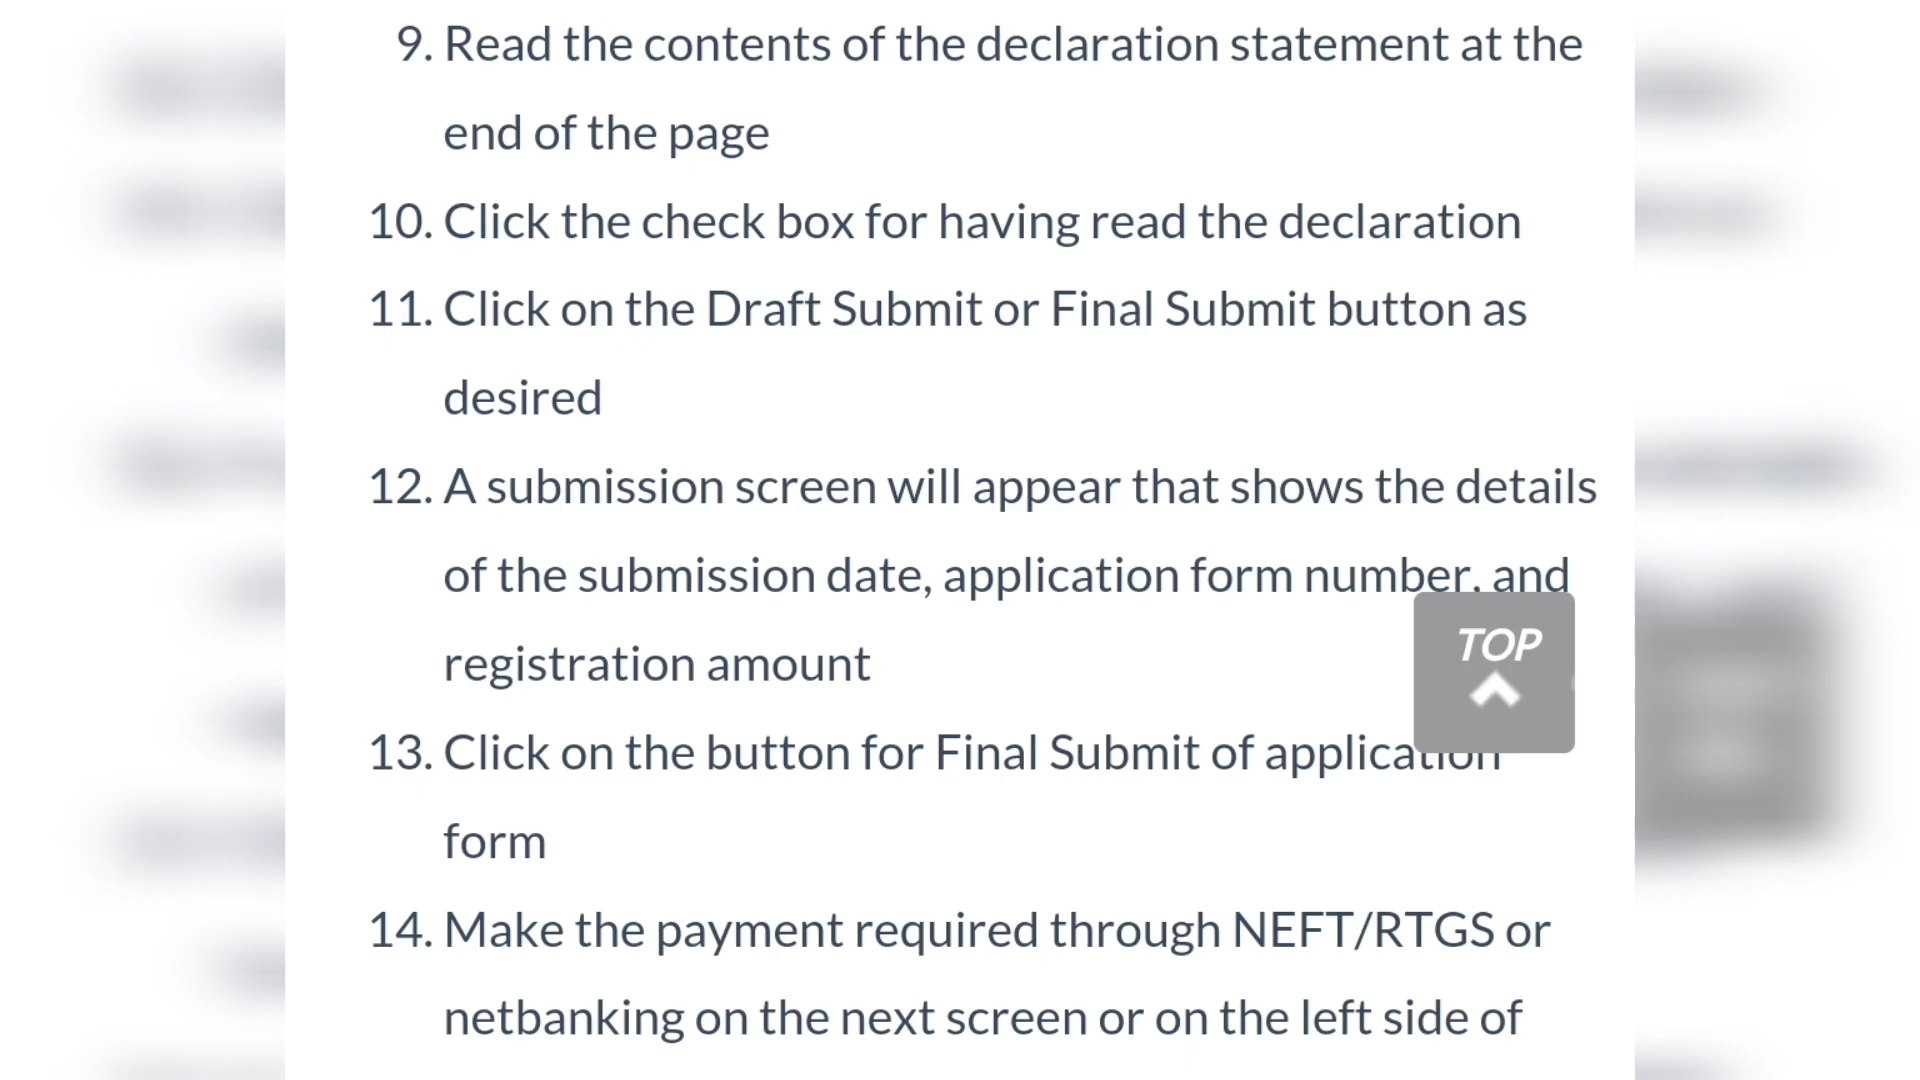 9. Read the contents of the declaration statement at the
end of the page
10. Click the check box for having read the declaration
11. Click on the Draft Submit or Final Submit button as
desired
12. A submission screen will appear that shows the details
of the submission date, application form number, and
registration amount
TOP
13. Click on the button for Final Submit of application
form
14. Make the payment required through NEFT/RTGS or
netbanking on the next screen or on the left side of